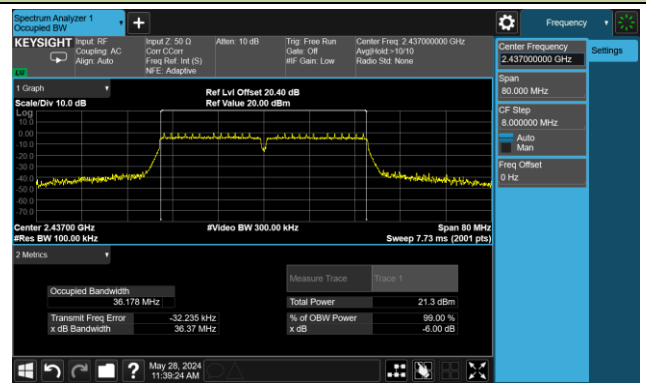 Spectrum Analyzer 1
Occupied BW
Frequency
KEYSIGHT
Input: RF
Coupling: AC
Align: Auto
Input Z: 50 Ω
Corr CCorr
Freq Ref: Int (S)
NFE: Adaptive
Atten: 10 dB
Trig: Free Run
Gate: Off
#IF Gain: Low
Center Freq: 2.437000000 GHz
Avg|Hold:>10/10
Radio Std: None
Center Frequency
2.437000000 GHz
Settings
Span
80.000 MHz
CF Step
8.000000 MHz
Auto
Man
Freq Offset
0 Hz
1 Graph
Scale/Div 10.0 dB
Ref Lvl Offset 20.40 dB
Ref Value 20.00 dBm
Log
10.0
0.00
-10.0
-20.0
-30.0
-40.0
-50.0
-60.0
-70.0
Center 2.43700 GHz
#Video BW 300.00 kHz
Span 80 MHz
#Res BW 100.00 kHz
Sweep 7.73 ms (2001 pts)
2 Metrics
Measure Trace
Trace 1
Occupied Bandwidth
36.178 MHz
Total Power
21.3 dBm
Transmit Freq Error
-32.235 kHz
% of OBW Power
99.00 %
x dB Bandwidth
36.37 MHz
x dB
-6.00 dB
May 28, 2024
11:39:24 AM